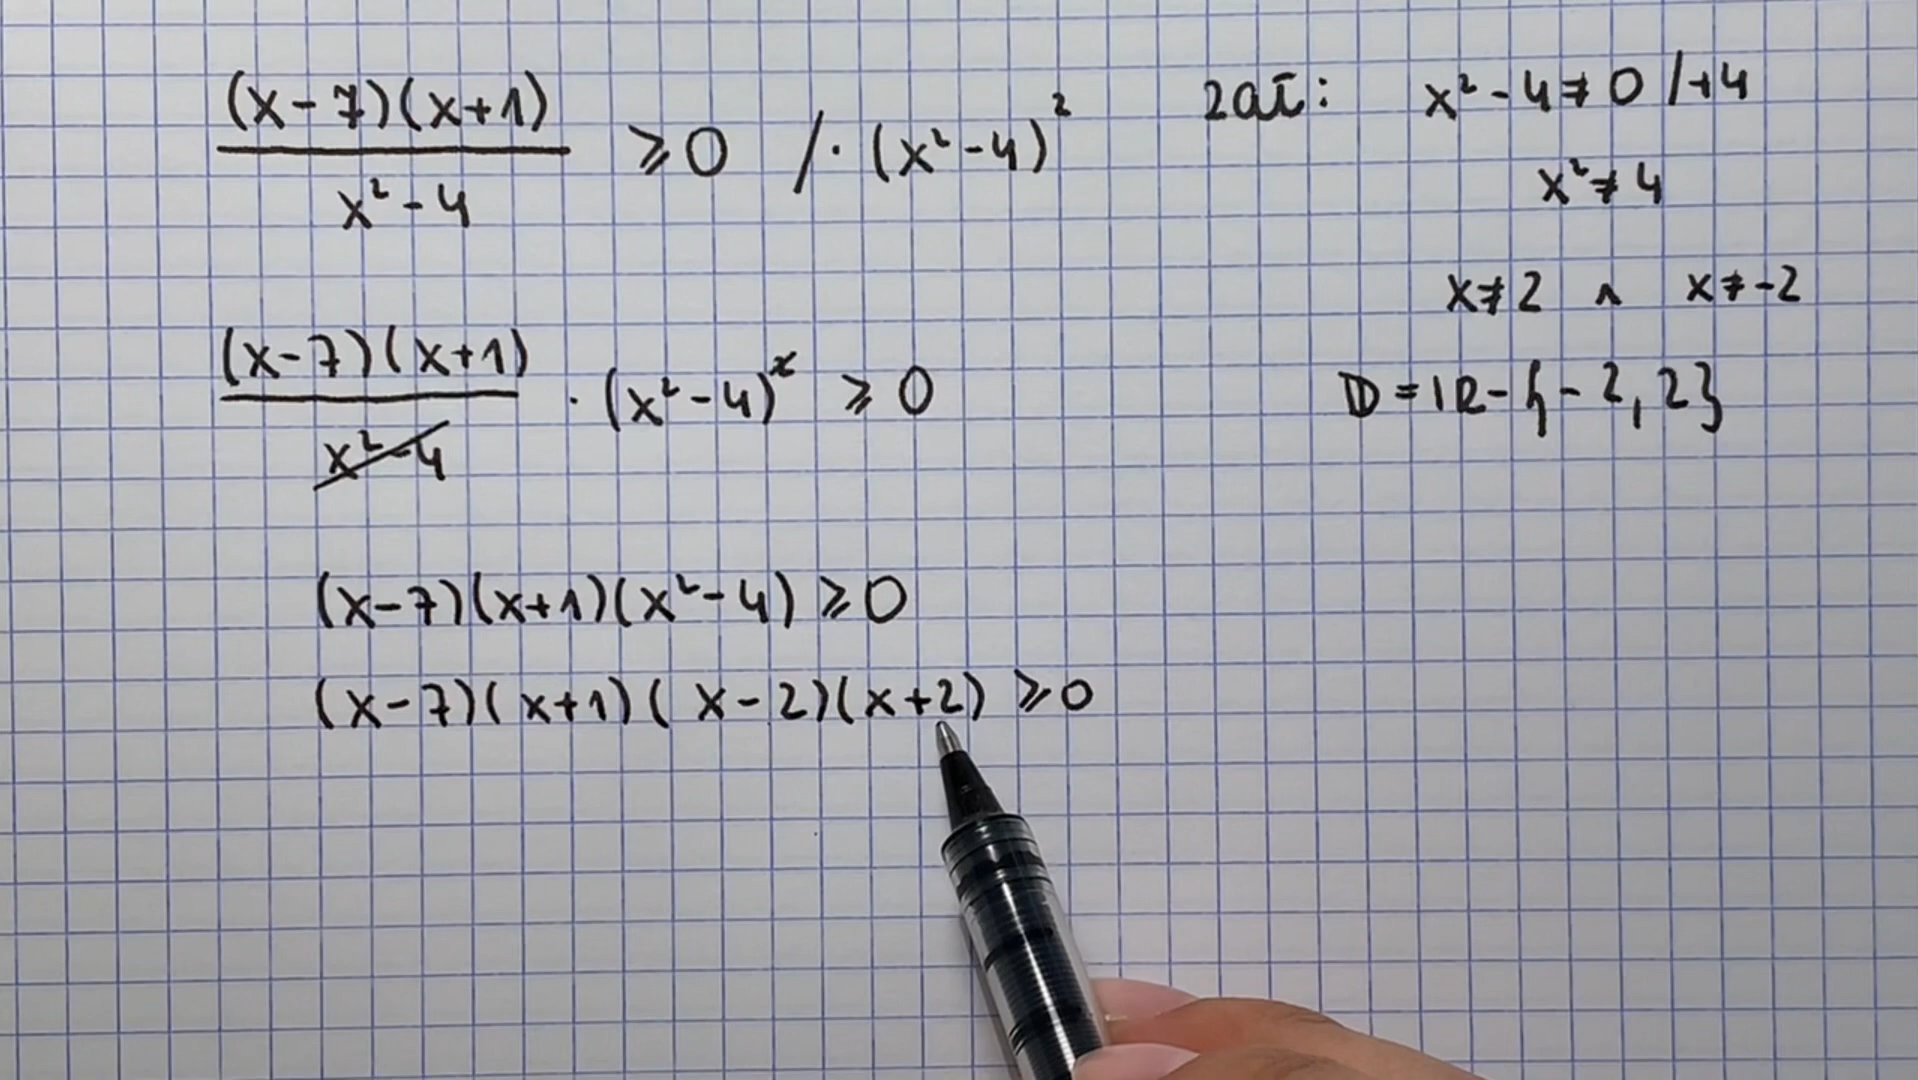 (x-7)(x+1)
x² - 4
≥ 0 / · (x² - 4)²
(x-7)(x+1)
x² - 4
· (x² - 4)² ≥ 0
(x-7)(x+1)(x² - 4) ≥ 0
(x-7)(x+1)(x-2)(x+2) ≥ 0
zał: x² - 4 ≠ 0 / +4
x² ≠ 4
x ≠ 2 ∧ x ≠ -2
D = ℝ - {-2, 2}